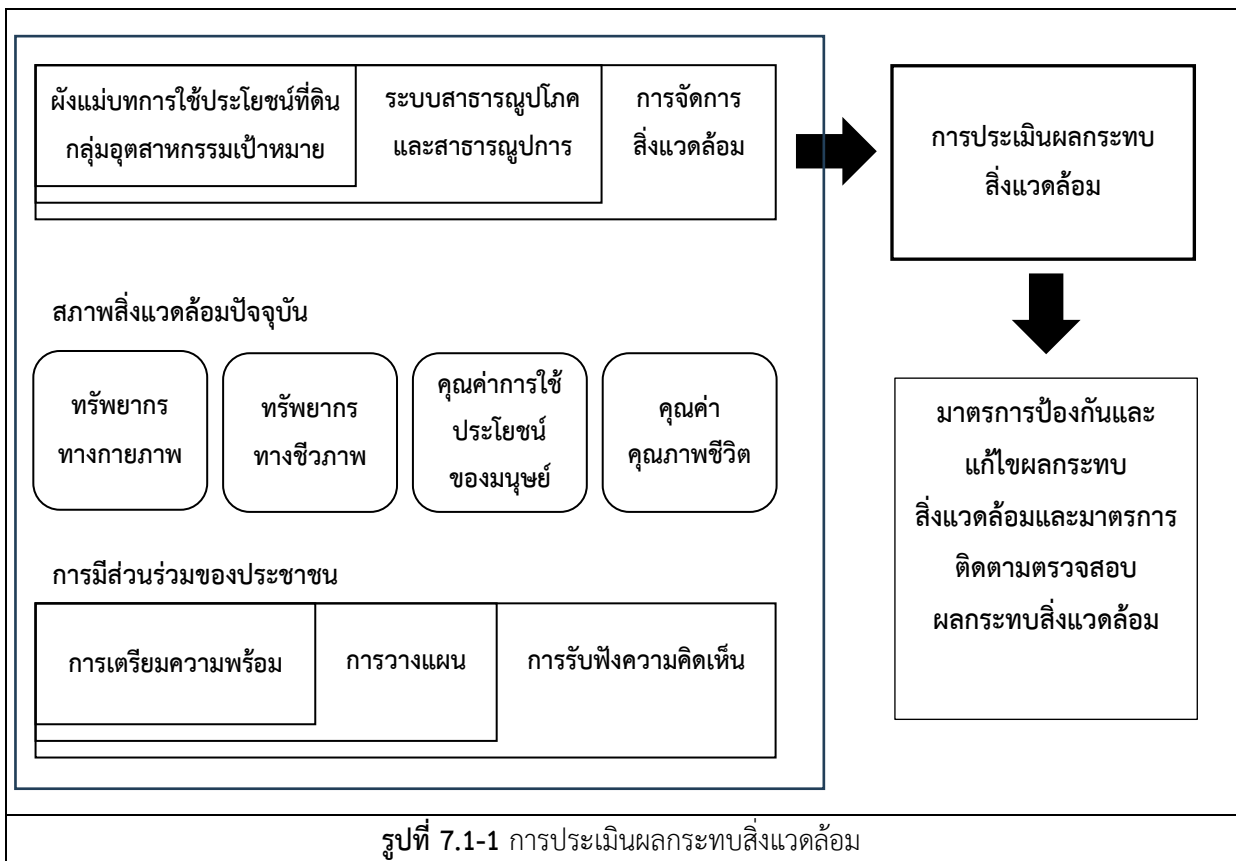 ผังแม่บทการใช้ประโยชน์ที่ดิน
กลุ่มอุตสาหกรรมเป้าหมาย
ระบบสาธารณูปโภค
และสาธารณูปการ
การจัดการ
สิ่งแวดล้อม
การประเมินผลกระทบ
สิ่งแวดล้อม
สภาพสิ่งแวดล้อมปัจจุบัน
ทรัพยากร
ทางกายภาพ
ทรัพยากร
ทางชีวภาพ
คุณค่าการใช้
ประโยชน์
ของมนุษย์
คุณค่า
คุณภาพชีวิต
มาตรการป้องกันและ
แก้ไขผลกระทบ
สิ่งแวดล้อมและมาตรการ
ติดตามตรวจสอบ
ผลกระทบสิ่งแวดล้อม
การมีส่วนร่วมของประชาชน
การเตรียมความพร้อม
การวางแผน
การรับฟังความคิดเห็น
รูปที่ 7.1-1 การประเมินผลกระทบสิ่งแวดล้อม